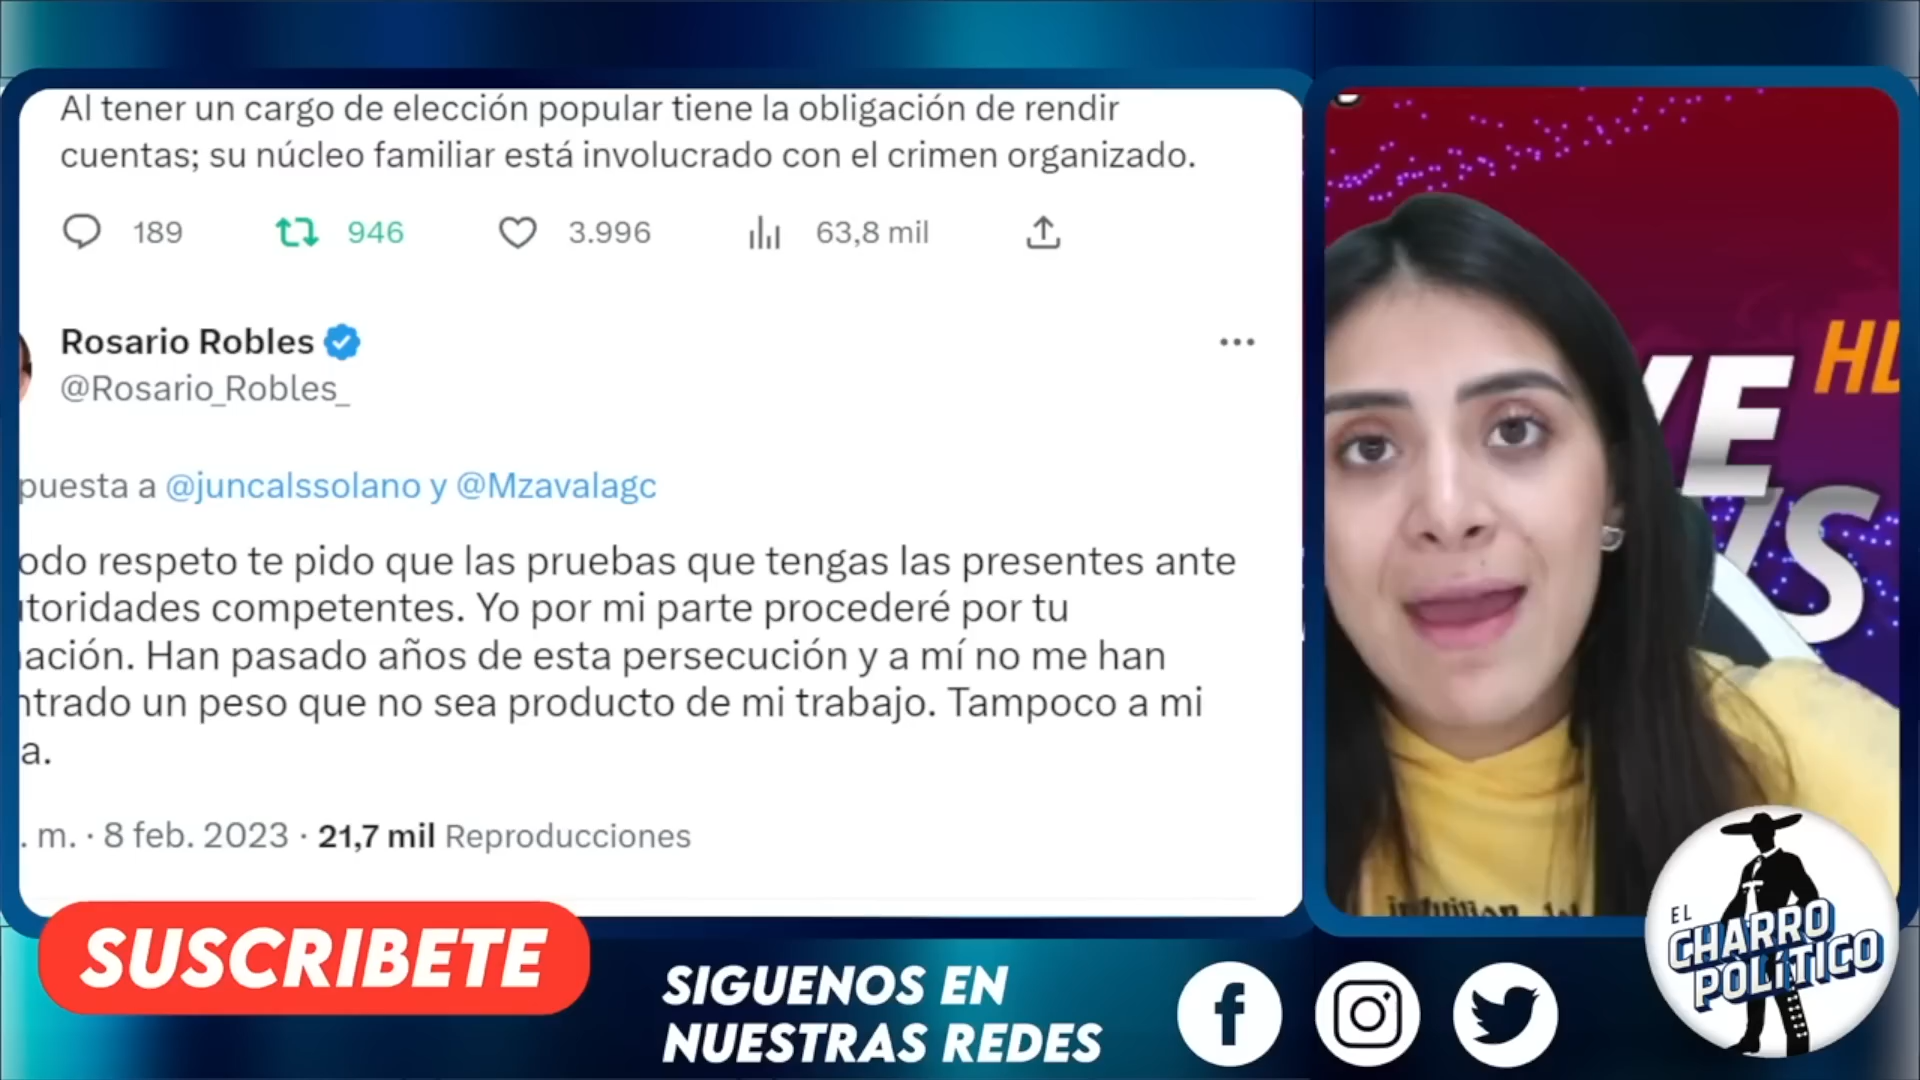 Al tener un cargo de elección popular tiene la obligación de rendir
cuentas; su núcleo familiar está involucrado con el crimen organizado.
189 946 3.996 63,8 mil
Rosario Robles
@Rosario_Robles_
puesta a @juncalssolano y @Mzavalagc
odo respeto te pido que las pruebas que tengas las presentes ante
toridades competentes. Yo por mi parte procederé por tu
ación. Han pasado años de esta persecución y a mí no me han
ntrado un peso que no sea producto de mi trabajo. Tampoco a mi
a.
. m. · 8 feb. 2023 · 21,7 mil Reproducciones
HD
VE
WS
SUSCRIBETE
SIGUENOS EN
NUESTRAS REDES
EL
CHARRO
POLÍTICO